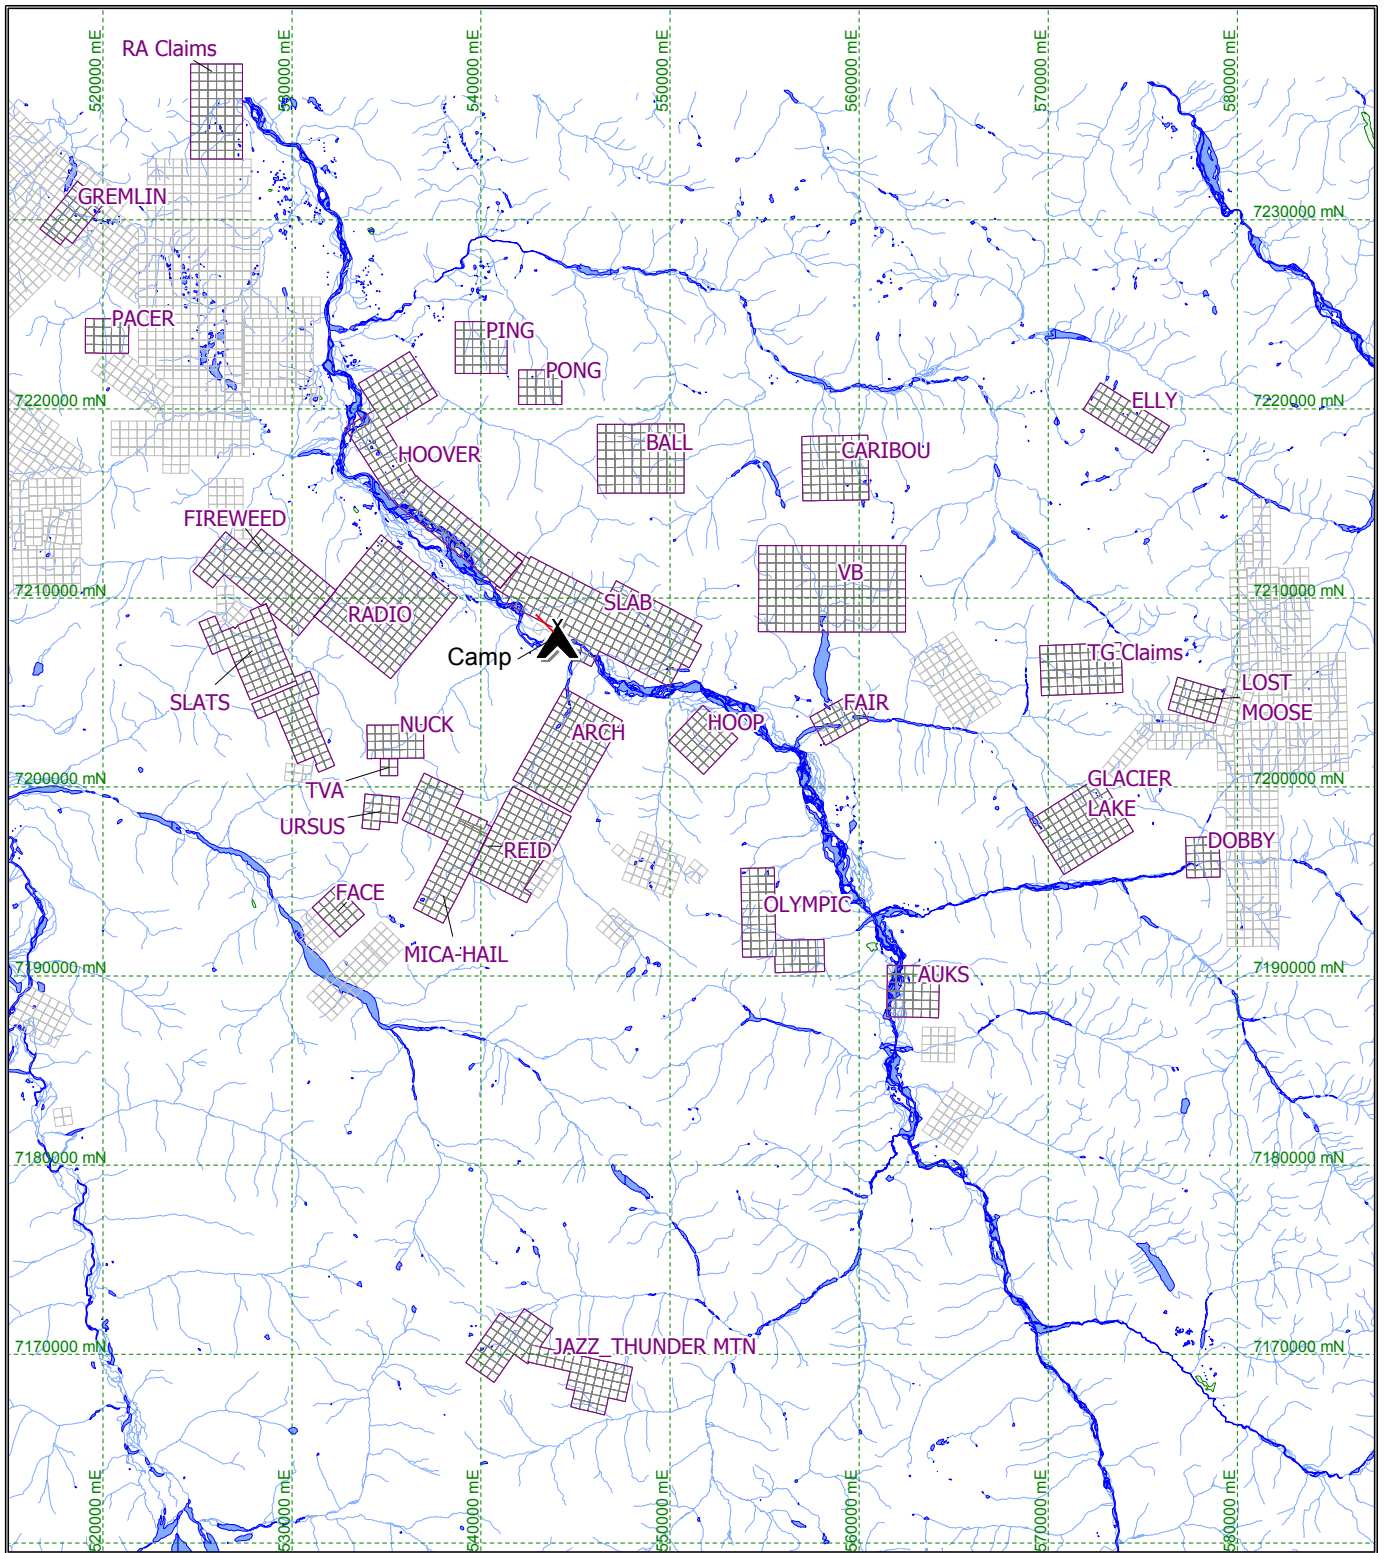 RA Claims
520000 mE
530000 mE
540000 mE
550000 mE
560000 mE
570000 mE
580000 mE
GREMLIN
7230000 mN
7230000 mN
PACER
PING
PONG
7220000 mN
7220000 mN
ELLY
HOOVER
BALL
CARIBOU
FIREWEED
7210000 mN
7210000 mN
RADIO
SLAB
VB
Camp
TG Claims
SLATS
LOST
MOOSE
NUCK
ARCH
HOOP
FAIR
TVA
7200000 mN
7200000 mN
GLACIER
LAKE
URSUS
REID
DOBBY
FACE
OLYMPIC
MICA-HAIL
7190000 mN
7190000 mN
AUKS
7180000 mN
7180000 mN
JAZZ_THUNDER MTN
7170000 mN
7170000 mN
520000 mE
530000 mE
540000 mE
550000 mE
560000 mE
570000 mE
580000 mE